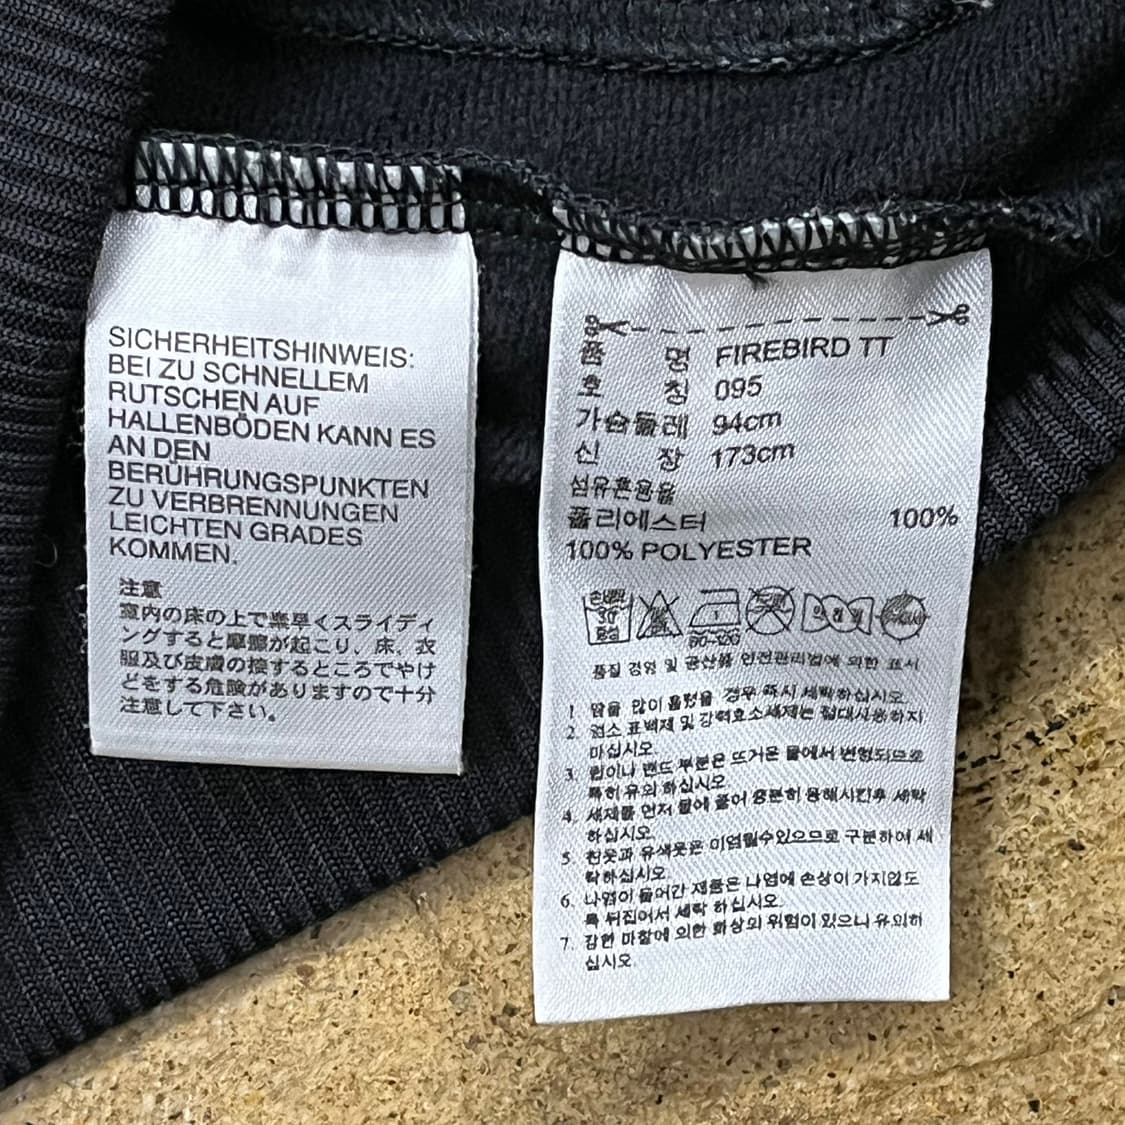 SICHERHEITSHINWEIS:
BEI ZU SCHNELLEM
RUTSCHEN AUF
HALLENBÖDEN KANN ES
AN DEN
BERÜHRUNGSPUNKTEN
ZU VERBRENNUNGEN
LEICHTEN GRADES
KOMMEN.
注意
室内の床の上で素早くスライディ
ングすると摩擦が起こり、床、衣
服及び皮膚の接するところでやけ
どをする危険がありますので十分
注意して下さい。
품 명 FIREBIRD TT
호 칭 095
가슴둘레 94cm
신 장 173cm
섬유혼용율
폴리에스터 100%
100% POLYESTER
손세탁 30 중성
80-120
품질 경영 및 공산품 안전관리법에 의한 표시
1. 땀을 많이 흘렸을 경우 즉시 세탁하십시오.
2. 염소 표백제 및 강력효소세제는 절대사용하지
마십시오.
3. 립이나 밴드 부분은 뜨거운 물에서 변형되므로
특히 유의 하십시오.
4. 세제를 먼저 물에 풀어 충분히 용해시킨후 세탁
하십시오.
5. 흰옷과 유색옷은 이염될수있으므로 구분하여 세
탁하십시오.
6. 나염이 들어간 제품은 나염에 손상이 가지않도
록 뒤집어서 세탁 하십시오.
7. 강한 마찰에 의한 화상의 위험이 있으니 유의하
십시오.